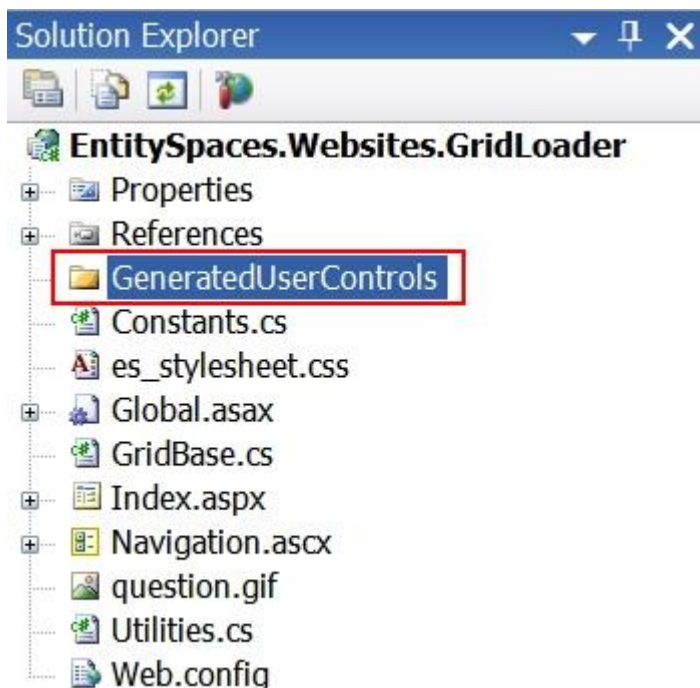 Solution Explorer
EntitySpaces.Websites.GridLoader
Properties
References
GeneratedUserControls
Constants.cs
es_stylesheet.css
Global.asax
GridBase.cs
Index.aspx
Navigation.ascx
question.gif
Utilities.cs
Web.config